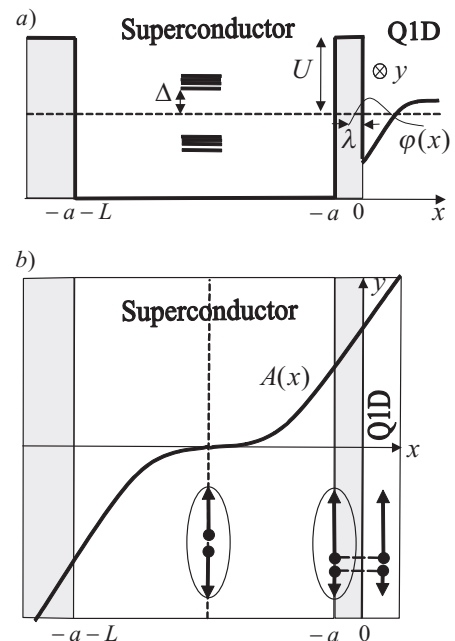 a)
Superconductor
Q1D
U
⊗ y
Δ
λ
φ(x)
−a−L
−a
0
x
b)
y
Superconductor
A(x)
Q1D
x
−a−L
−a
0